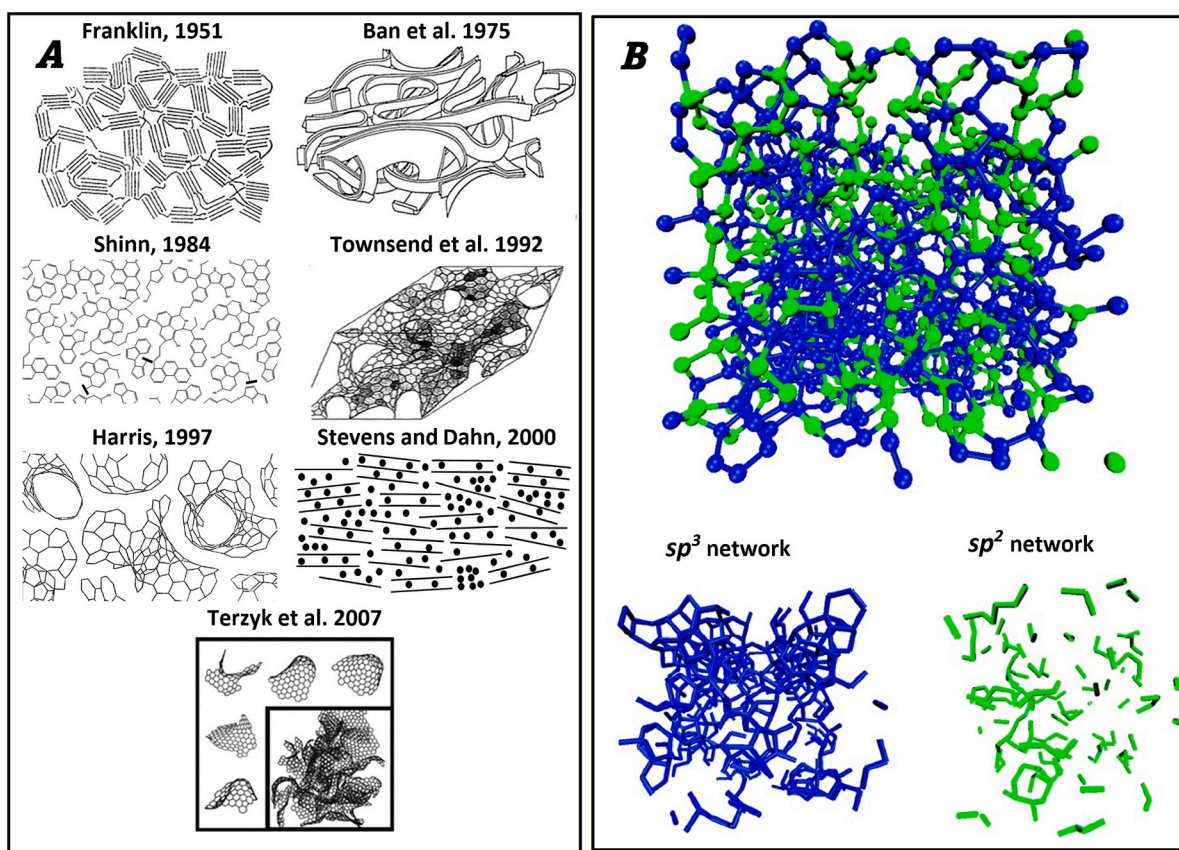 A
Franklin, 1951
Ban et al. 1975
Shinn, 1984
Townsend et al. 1992
Harris, 1997
Stevens and Dahn, 2000
Terzyk et al. 2007
B
sp³ network
sp² network